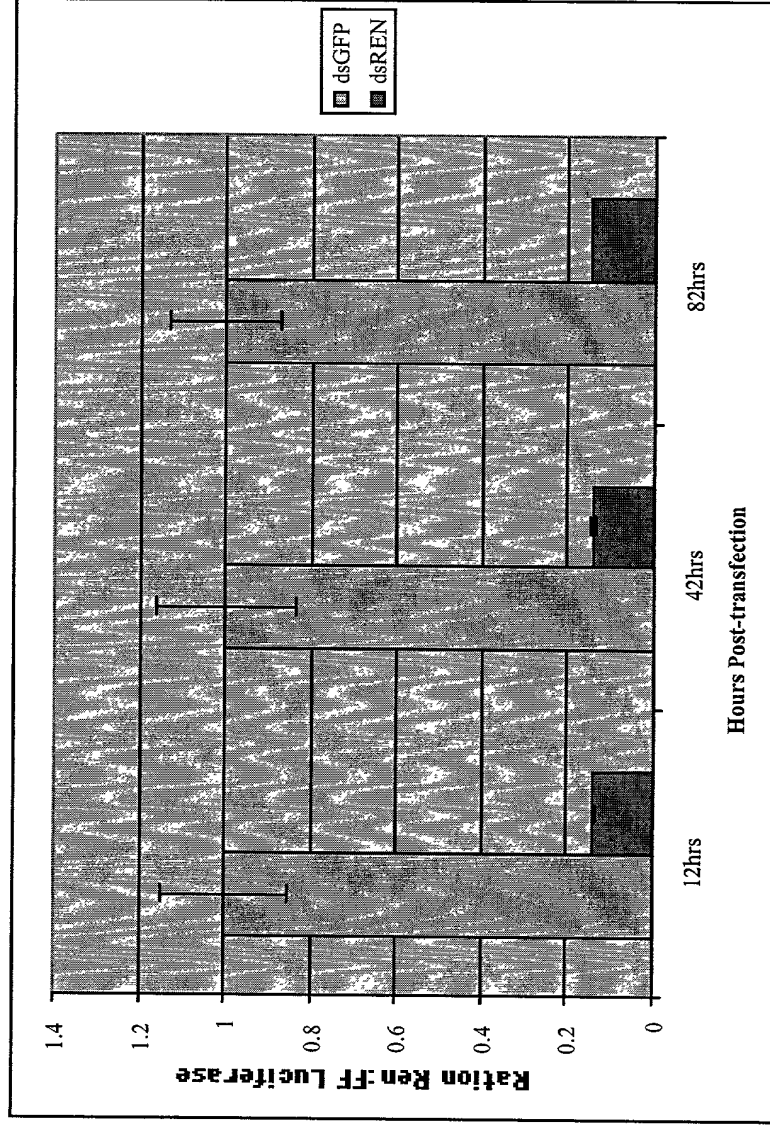 dsGFP
dsREN
1.4
1.2
1
0.8
0.6
0.4
0.2
0
Ration Ren:FF Luciferase
12hrs
42hrs
82hrs
Hours Post-transfection